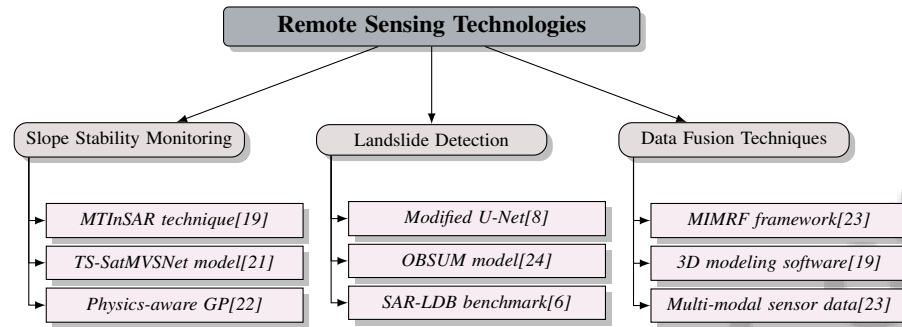 Remote Sensing Technologies
Slope Stability Monitoring
Landslide Detection
Data Fusion Techniques
MTInSAR technique[19]
TS-SatMVSNet model[21]
Physics-aware GP[22]
Modified U-Net[8]
OBSUM model[24]
SAR-LDB benchmark[6]
MIMRF framework[23]
3D modeling software[19]
Multi-modal sensor data[23]